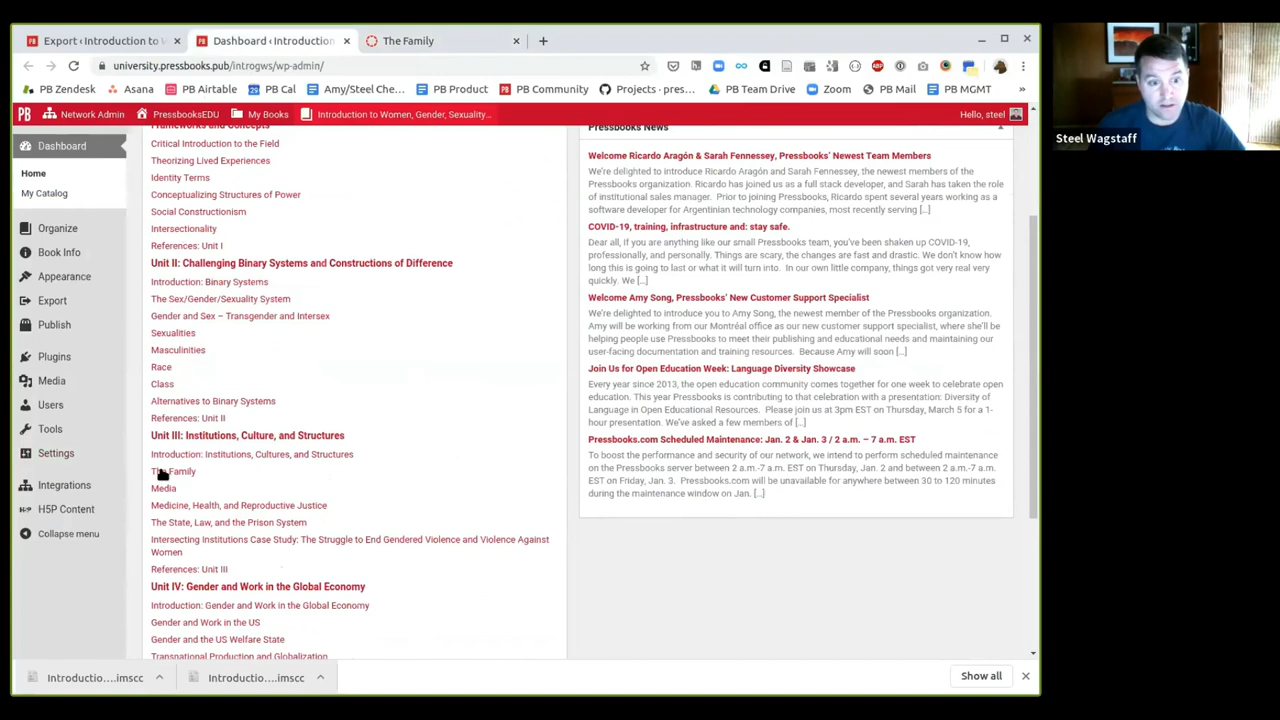 Export ‹ Introduction to W
Dashboard ‹ Introduction
The Family
university.pressbooks.pub/introgws/wp-admin/
PB Zendesk
Asana
PB Airtable
Cal
Amy/Steel Che...
PB Product
PB Community
Projects · pres...
PB Team Drive
Zoom
PB Mail
PB MGMT
Network Admin
PressbooksEDU
My Books
Introduction to Women, Gender, Sexuality...
Hello, steel
Steel Wagstaff
Dashboard
Home
My Catalog
Organize
Book Info
Appearance
Export
Publish
Plugins
Media
Users
Tools
Settings
Integrations
H5P Content
Collapse menu
Frameworks and Concepts
Critical Introduction to the Field
Theorizing Lived Experiences
Identity Terms
Conceptualizing Structures of Power
Social Constructionism
Intersectionality
References: Unit I
Unit II: Challenging Binary Systems and Constructions of Difference
Introduction: Binary Systems
The Sex/Gender/Sexuality System
Gender and Sex – Transgender and Intersex
Sexualities
Masculinities
Race
Class
Alternatives to Binary Systems
References: Unit II
Unit III: Institutions, Culture, and Structures
Introduction: Institutions, Cultures, and Structures
The Family
Media
Medicine, Health, and Reproductive Justice
The State, Law, and the Prison System
Intersecting Institutions Case Study: The Struggle to End Gendered Violence and Violence Against
Women
References: Unit III
Unit IV: Gender and Work in the Global Economy
Introduction: Gender and Work in the Global Economy
Gender and Work in the US
Gender and the US Welfare State
Transnational Production and Globalization
Pressbooks News
Welcome Ricardo Aragón & Sarah Fennessey, Pressbooks' Newest Team Members
We're delighted to introduce Ricardo Aragón and Sarah Fennessey, the newest members of the
Pressbooks organization. Ricardo has joined us as a full stack developer, and Sarah has taken the role
of institutional sales manager. Prior to joining Pressbooks, Ricardo spent several years working as a
software developer for Argentinian technology companies, most recently serving [...]
COVID-19, training, infrastructure and: stay safe.
Dear all, If you are anything like our small Pressbooks team, you've been shaken up COVID-19,
professionally, and personally. Things are scary, the changes are fast and drastic. We don't know how
long this is going to last or what it will turn into. In our own little company, things got very real very
quickly. We [...]
Welcome Amy Song, Pressbooks' New Customer Support Specialist
We're delighted to introduce you to Amy Song, the newest member of the Pressbooks organization.
Amy will be working from our Montréal office as our new customer support specialist, where she'll be
helping people use Pressbooks to meet their publishing and educational needs and maintaining our
user-facing documentation and training resources. Because Amy will soon [...]
Join Us for Open Education Week: Language Diversity Showcase
Every year since 2013, the open education community comes together for one week to celebrate open
education. This year Pressbooks is contributing to that celebration with a presentation: Diversity of
Language in Open Educational Resources. Please join us at 3pm EST on Thursday, March 5 for a 1-
hour presentation. We've asked a few members of [...]
Pressbooks.com Scheduled Maintenance: Jan. 2 & Jan. 3 / 2 a.m. – 7 a.m. EST
To boost the performance and security of our network, we intend to perform scheduled maintenance
on the Pressbooks server between 2 a.m.-7 a.m. EST on Thursday, Jan. 2 and between 2 a.m.-7 a.m.
EST on Friday, Jan. 3. Pressbooks.com will be unavailable for anywhere between 30 to 120 minutes
during the maintenance window on Jan. [...]
Introductio....imscc
Introductio....imscc
Show all